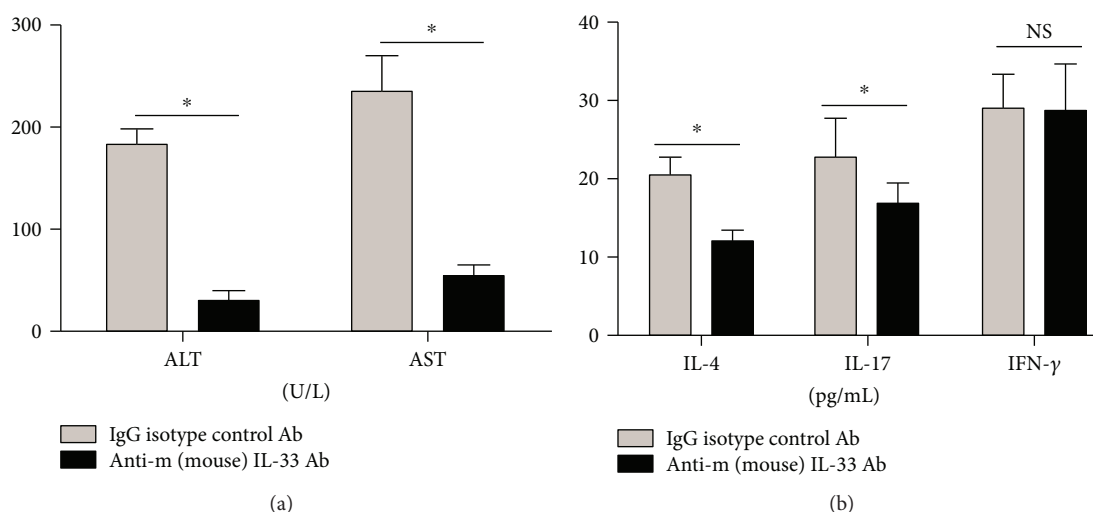 300
200
100
0
*
*
ALT
AST
(U/L)
IgG isotype control Ab
Anti-m (mouse) IL-33 Ab
(a)
40
30
20
10
0
*
*
NS
IL-4
IL-17
IFN-γ
(pg/mL)
IgG isotype control Ab
Anti-m (mouse) IL-33 Ab
(b)